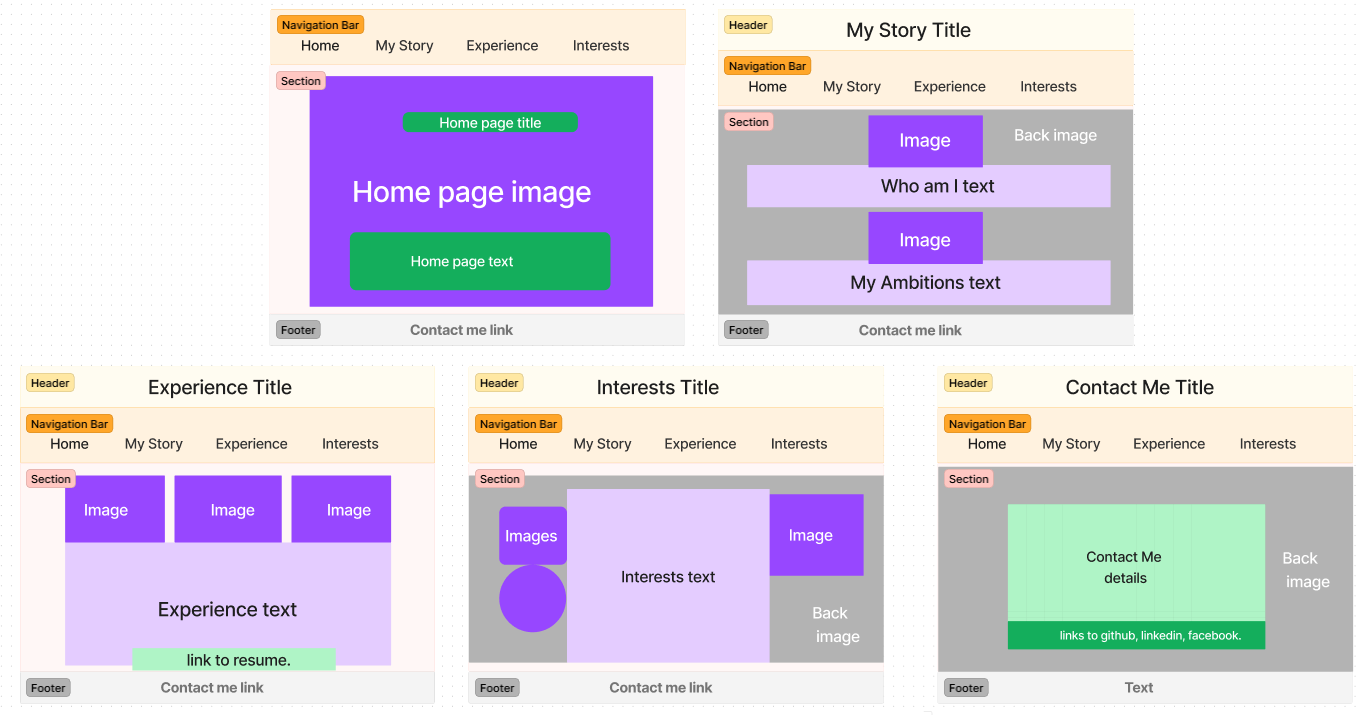 Navigation Bar
Home My Story Experience Interests
Section
Home page title
Home page image
Home page text
Footer
Contact me link
Header
My Story Title
Navigation Bar
Home My Story Experience Interests
Section
Image
Back image
Who am I text
Image
My Ambitions text
Footer
Contact me link
Header
Experience Title
Navigation Bar
Home My Story Experience Interests
Section
Image Image Image
Experience text
link to resume.
Footer
Contact me link
Header
Interests Title
Navigation Bar
Home My Story Experience Interests
Section
Images
Interests text
Image
Back
image
Footer
Contact me link
Header
Contact Me Title
Navigation Bar
Home My Story Experience Interests
Section
Contact Me
details
Back
image
links to github, linkedin, facebook.
Footer
Text